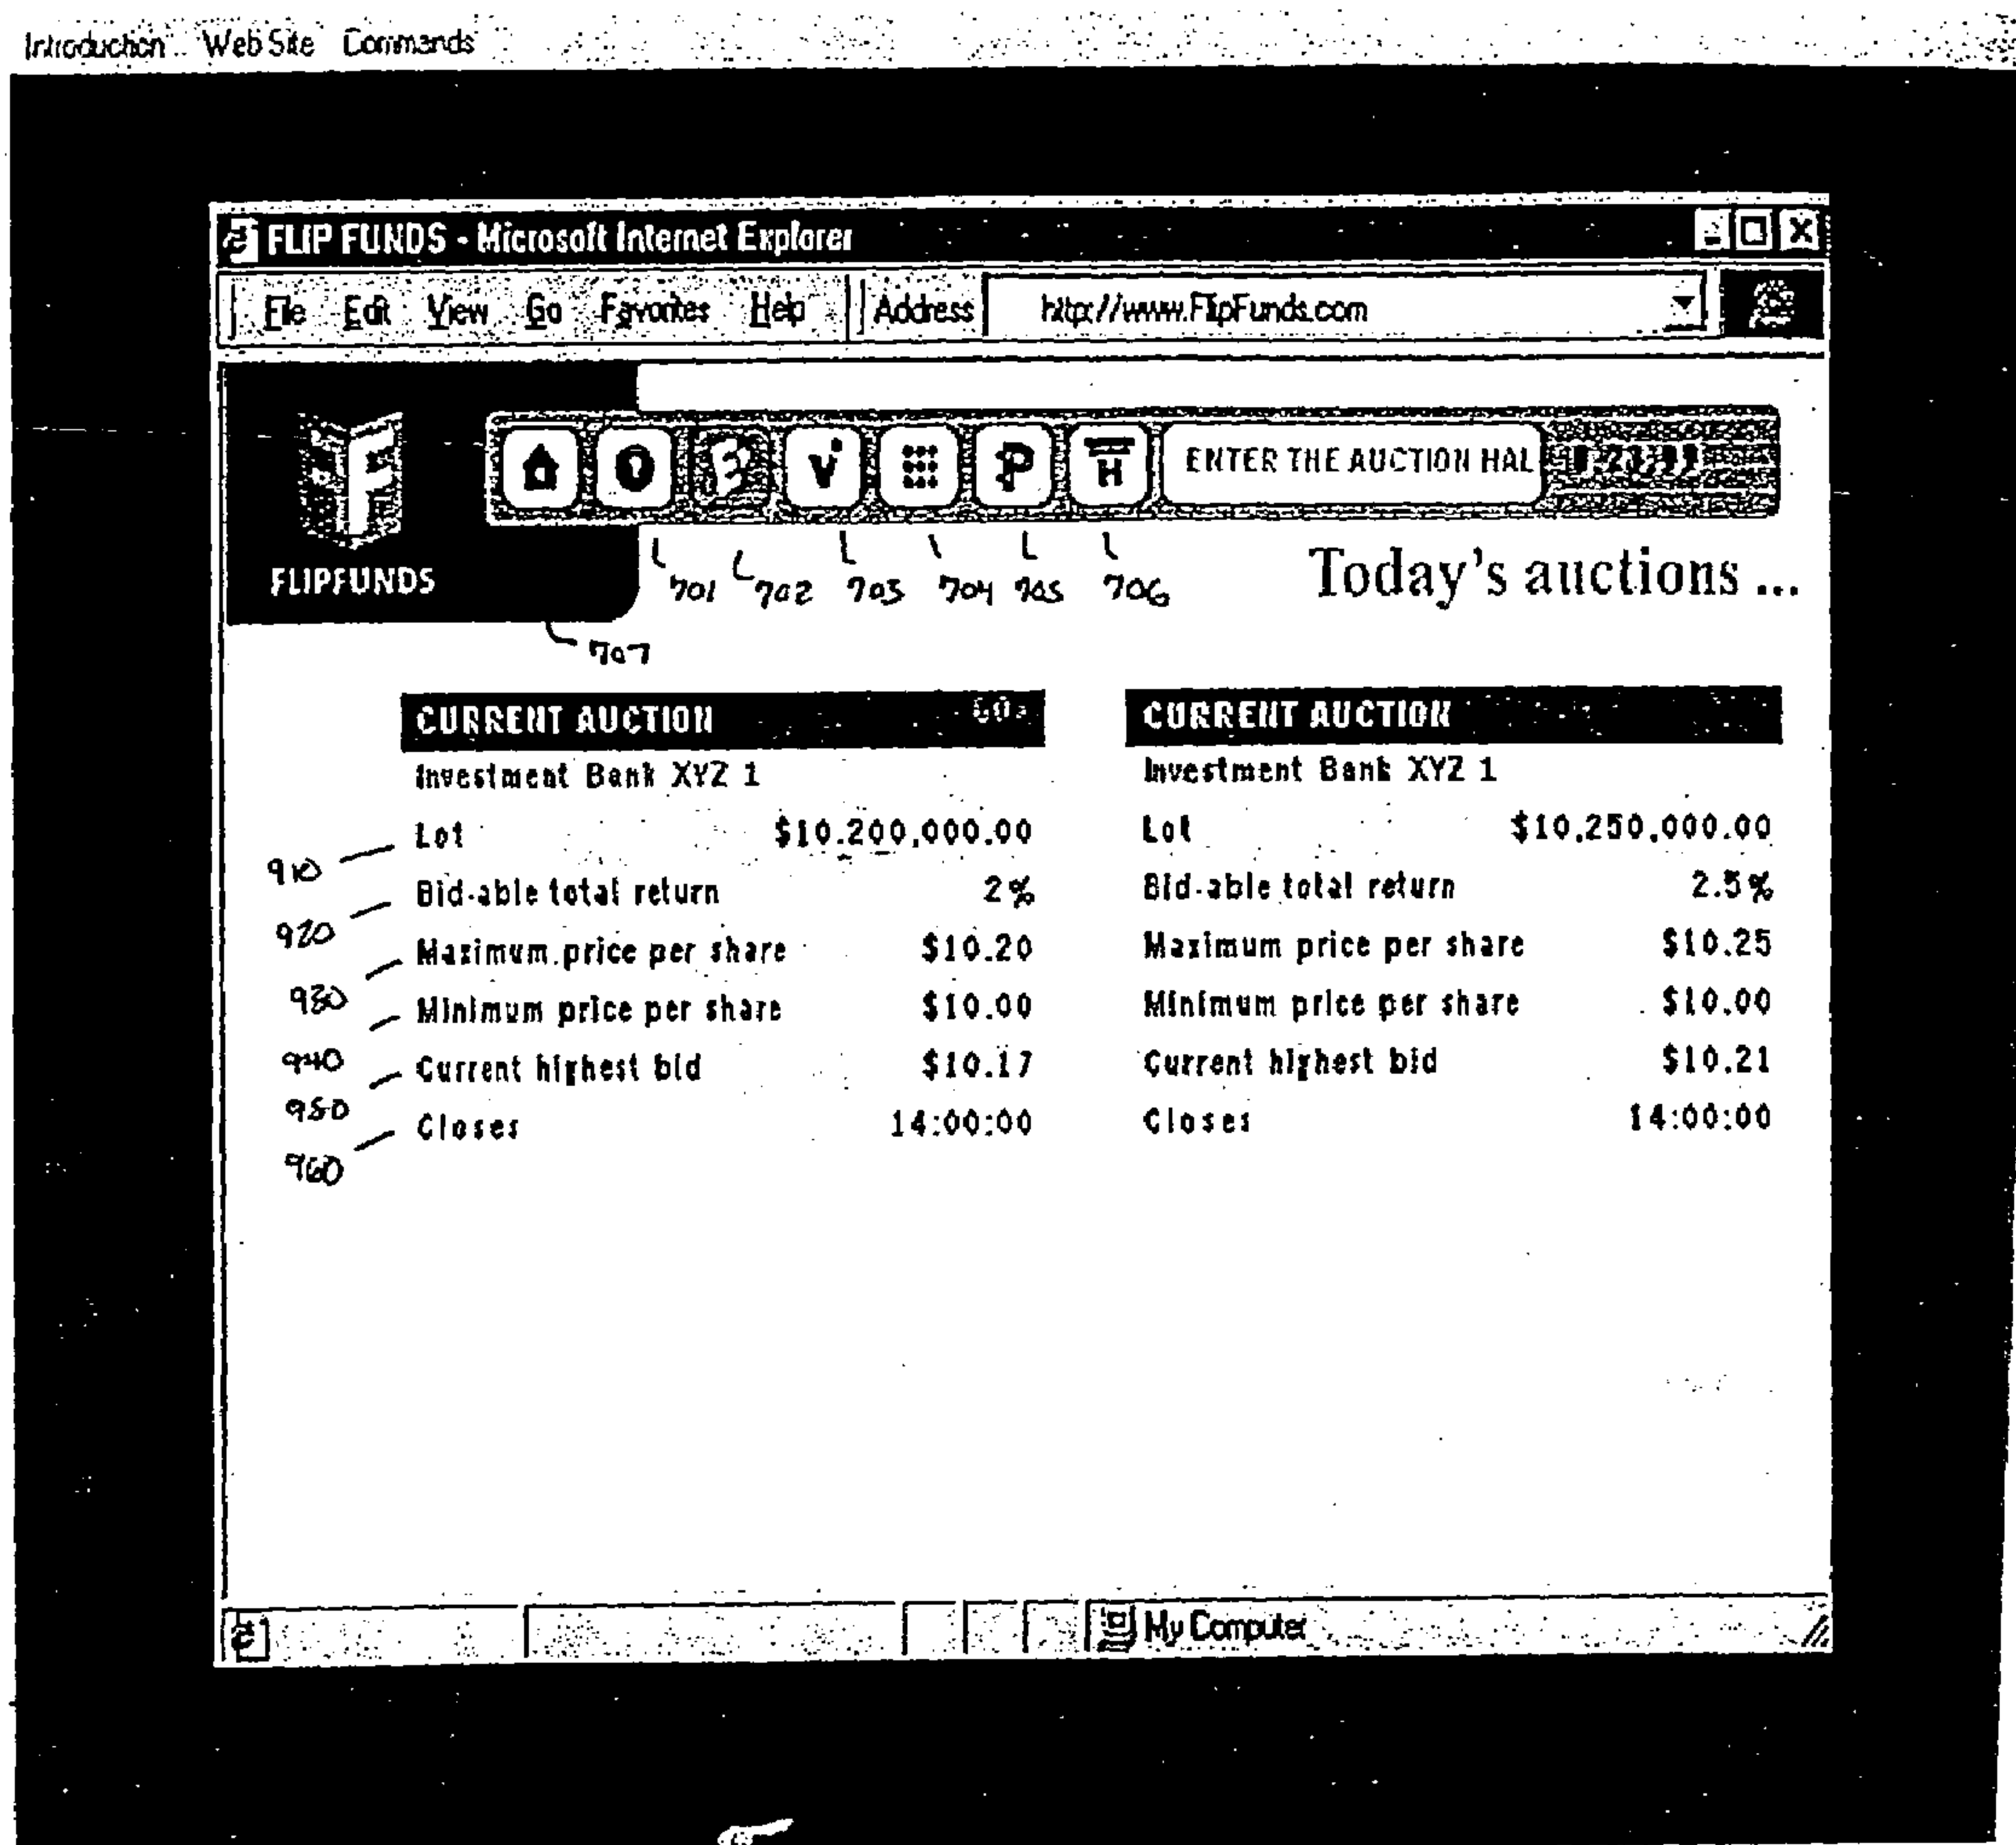 Introduction Web Site Commands
FLIP FUNDS - Microsoft Internet Explorer
File Edit View Go Favorites Help Address http://www.FlipFunds.com
F V P H ENTER THE AUCTION HAL
FLIPFUNDS
701 702 703 704 705 706
Today's auctions ...
707
CURRENT AUCTION GO>
Investment Bank XYZ 1
910 Lot $10.200,000.00
920 Bid-able total return 2%
930 Maximum price per share $10.20
940 Minimum price per share $10.00
950 Current highest bid $10.17
960 Closes 14:00:00
CURRENT AUCTION
Investment Bank XYZ 1
Lot $10,250,000.00
Bid-able total return 2.5%
Maximum price per share $10.25
Minimum price per share $10.00
Current highest bid $10.21
Closes 14:00:00
My Computer